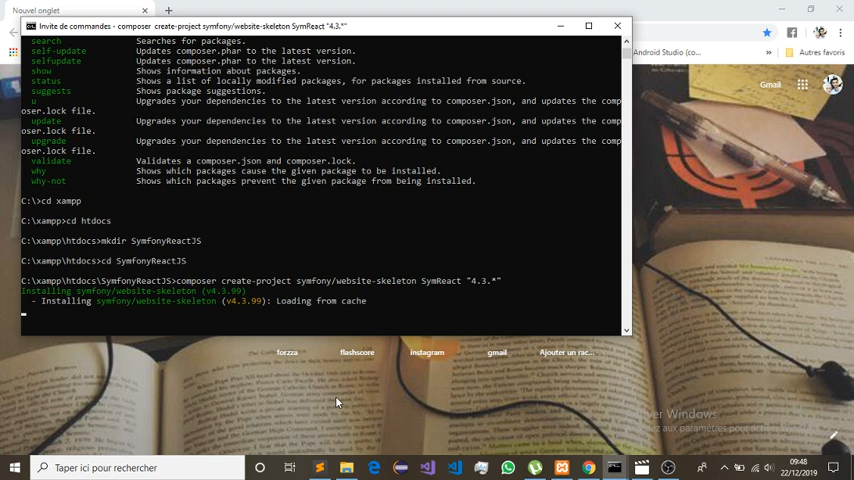 Nouvel onglet
Invite de commandes - composer create-project symfony/website-skeleton SymReact "4.3.*"
search Searches for packages.
self-update Updates composer.phar to the latest version.
selfupdate Updates composer.phar to the latest version.
show Shows information about packages.
status Shows a list of locally modified packages, for packages installed from source.
suggests Shows package suggestions.
u Upgrades your dependencies to the latest version according to composer.json, and updates the comp
oser.lock file.
update Upgrades your dependencies to the latest version according to composer.json, and updates the comp
oser.lock file.
upgrade Upgrades your dependencies to the latest version according to composer.json, and updates the comp
oser.lock file.
validate Validates a composer.json and composer.lock.
why Shows which packages cause the given package to be installed.
why-not Shows which packages prevent the given package from being installed.
C:\>cd xampp
C:\xampp>cd htdocs
C:\xampp\htdocs>mkdir SymfonyReactJS
C:\xampp\htdocs>cd SymfonyReactJS
C:\xampp\htdocs\SymfonyReactJS>composer create-project symfony/website-skeleton SymReact "4.3.*"
Installing symfony/website-skeleton (v4.3.99)
- Installing symfony/website-skeleton (v4.3.99): Loading from cache
Android Studio (co...
» Autres favoris
Gmail
forzza flashscore instagram gmail Ajouter un rac...
Windows
aux paramètres pour
Taper ici pour rechercher
09:48
22/12/2019